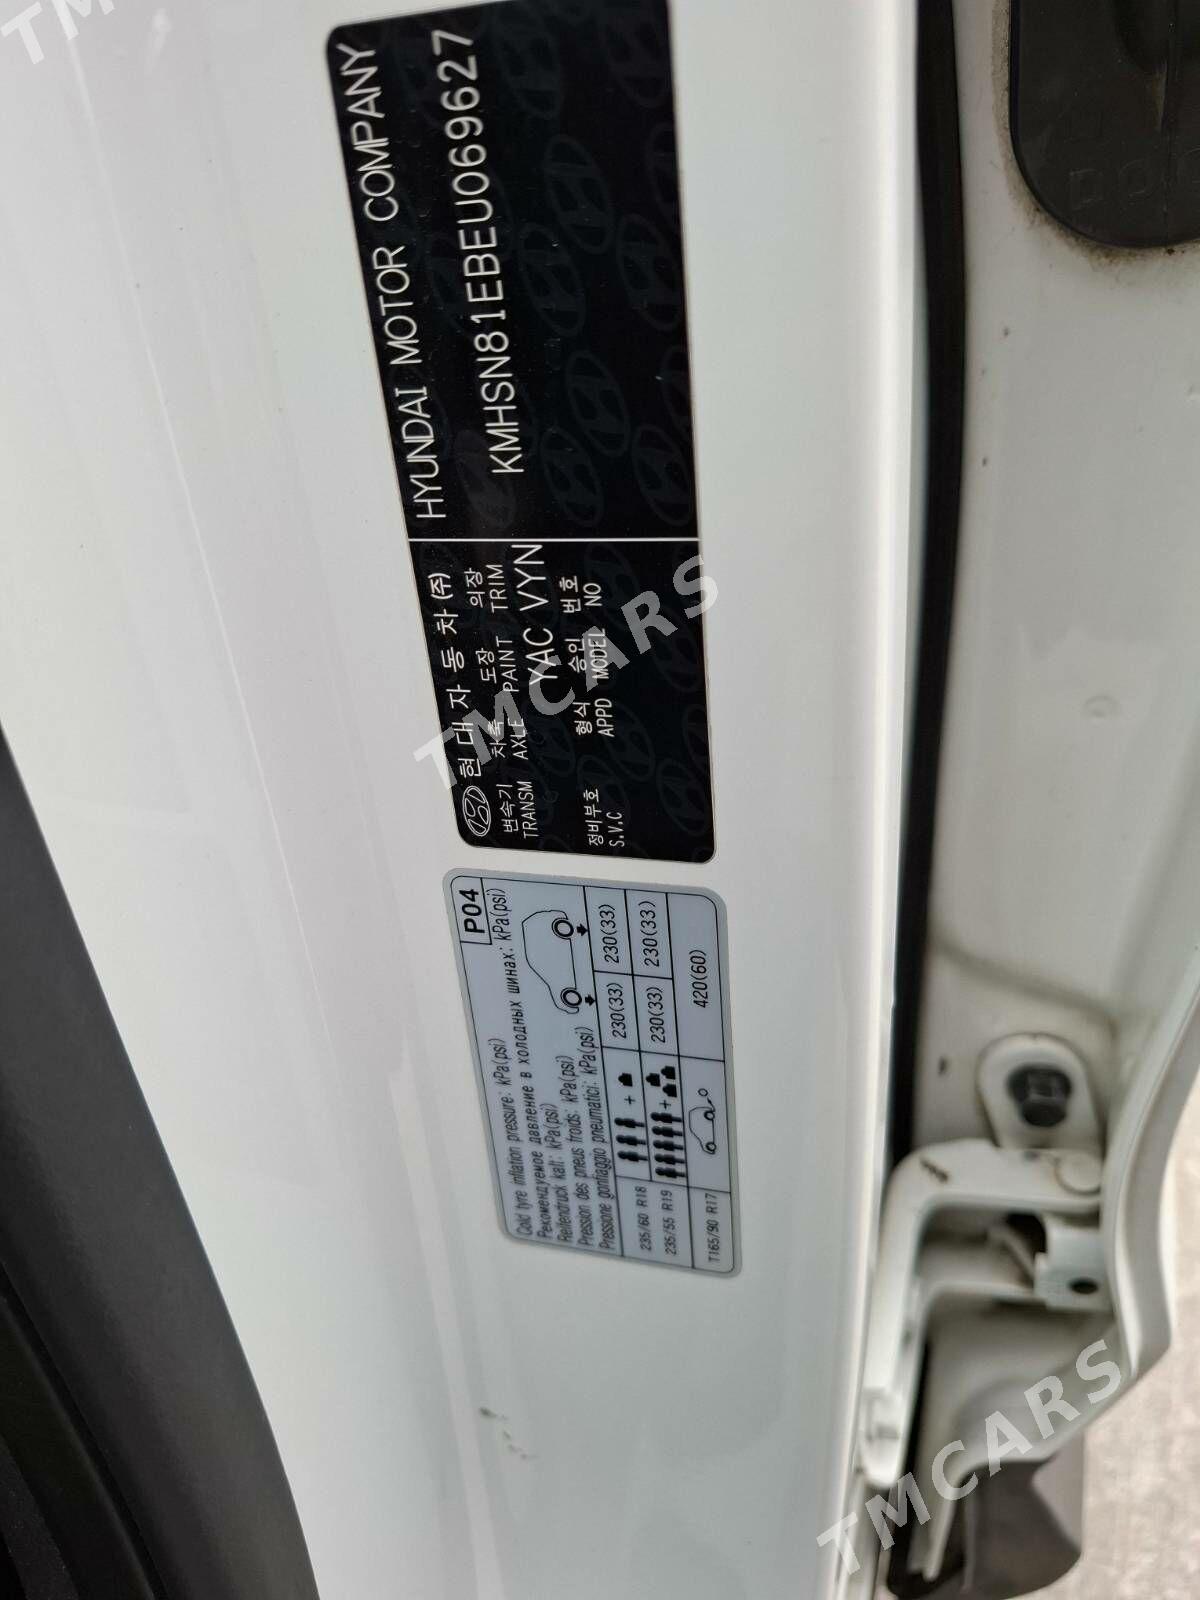 현대자동차(주)
HYUNDAI MOTOR COMPANY
변속기 차축 도장 의장
TRANSM AXLE PAINT TRIM
KMHSN81EBEU069627
YAC VYN
정비부호 형식 승인 번호
S.V.C APPD MODEL NO
P04
Cold tyre inflation pressure: kPa(psi)
Рекомендуемое давление в холодных шинах: kPa(psi)
Reifendruck kalt: kPa(psi)
Pression des pneus froids: kPa(psi)
Pressione gonfiaggio pneumatici: kPa(psi)
235/60 R18 + 230(33) 230(33)
235/55 R19 + 230(33) 230(33)
T165/90 R17 420(60)
TMCARS
TMCARS